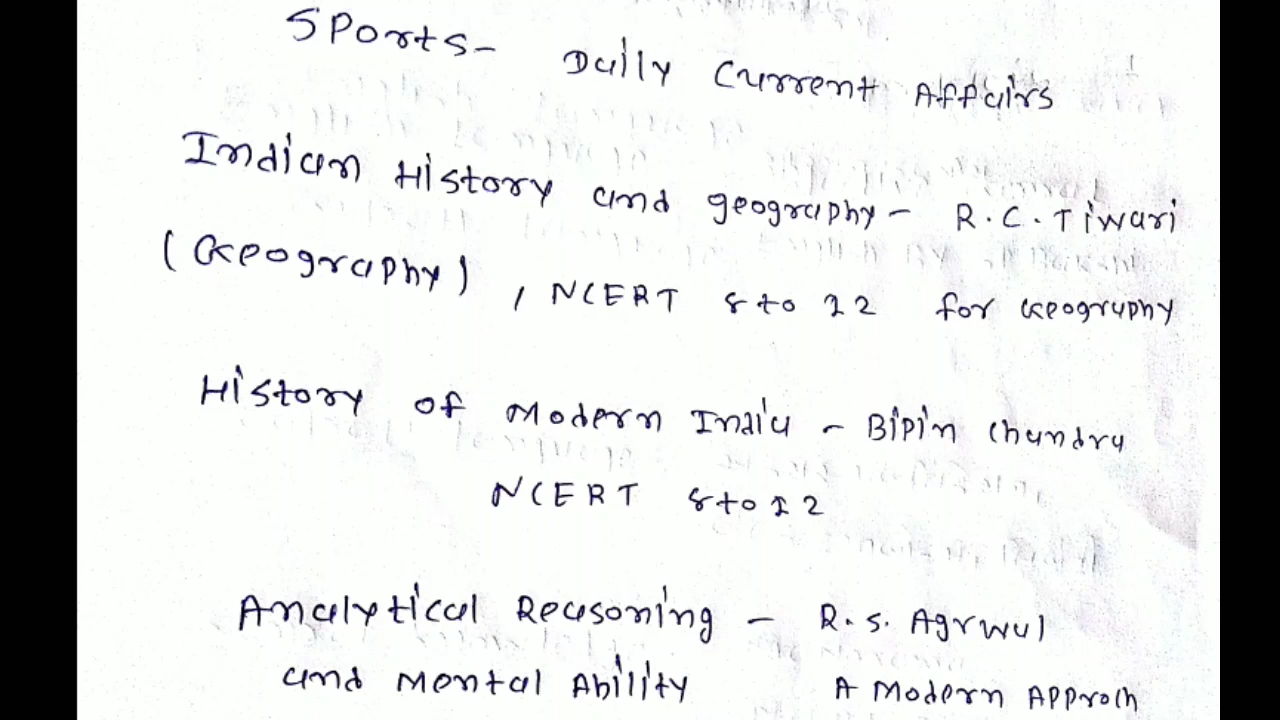 Sports- Daily Current Affairs
Indian History and geography- R.C. Tiwari
(Geography), NCERT 8 to 12 for Geography
History of Modern India - Bipin Chandra
NCERT 8 to 12
Analytical Reasoning - R.S. Agrwal
and Mental Ability A Modern Approch